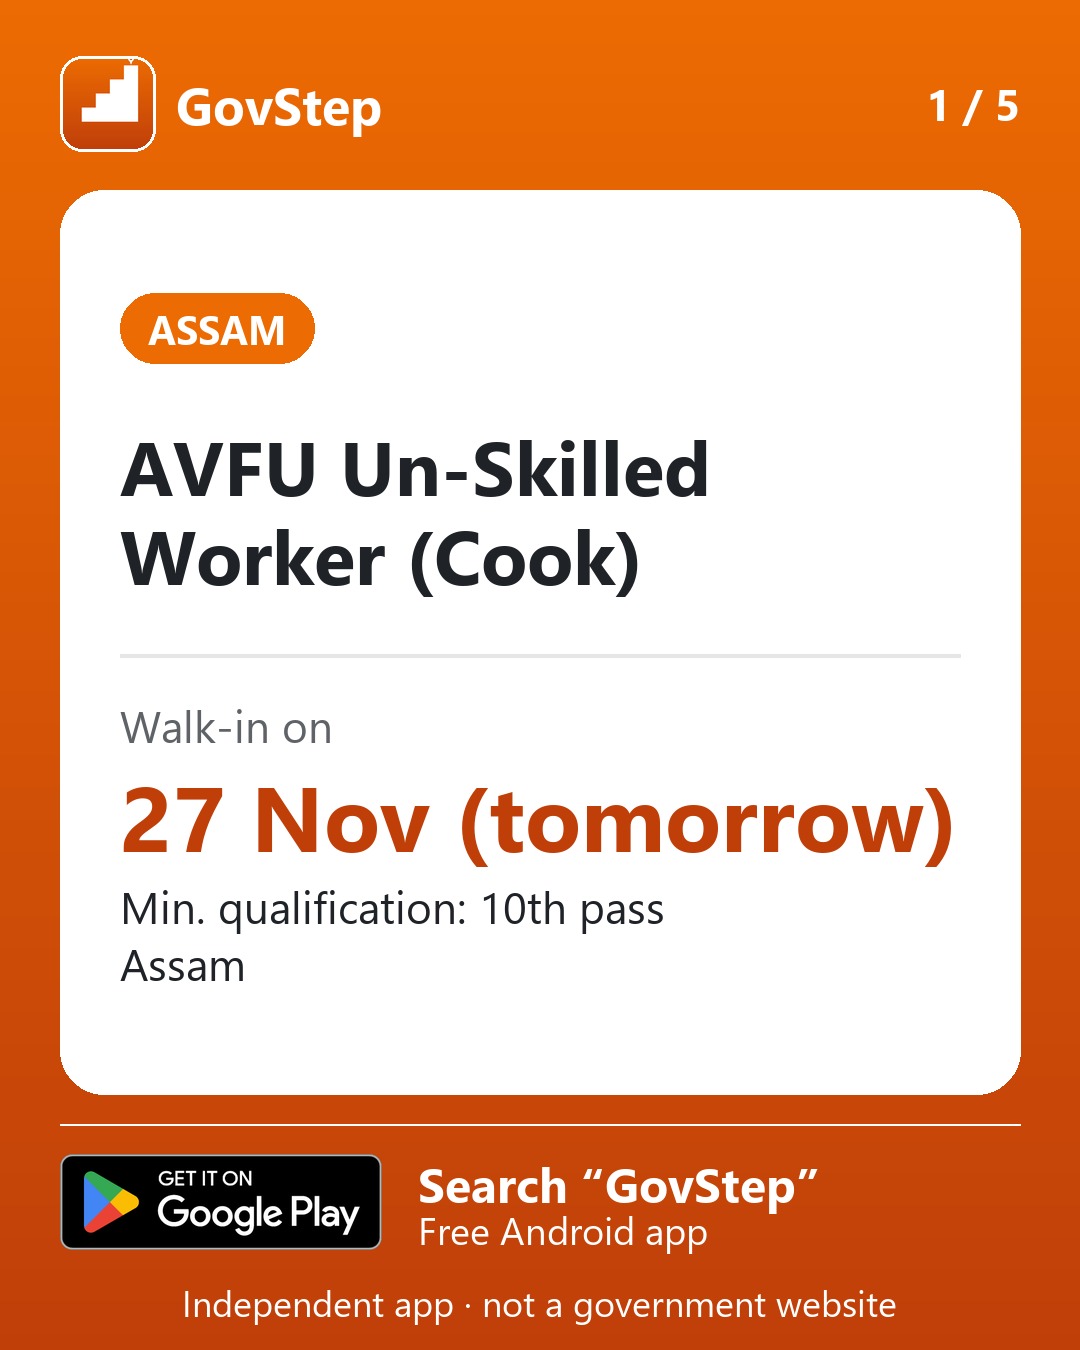 GovStep
1 / 5
ASSAM
AVFU Un-Skilled
Worker (Cook)
Walk-in on
27 Nov (tomorrow)
Min. qualification: 10th pass
Assam
GET IT ON
Google Play
Search “GovStep”
Free Android app
Independent app · not a government website